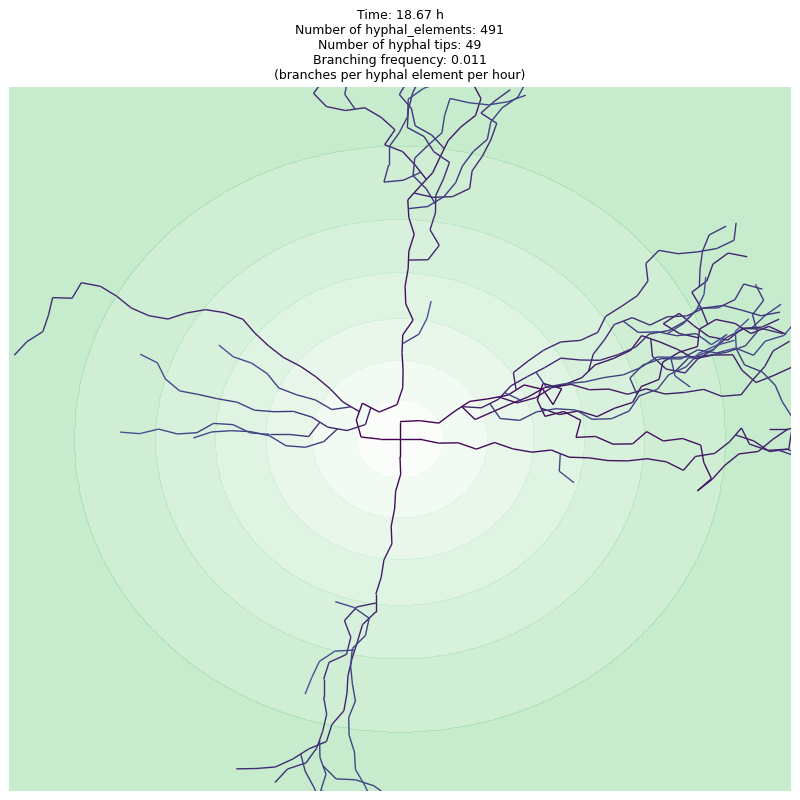 Time: 18.67 h
Number of hyphal_elements: 491
Number of hyphal tips: 49
Branching frequency: 0.011
(branches per hyphal element per hour)